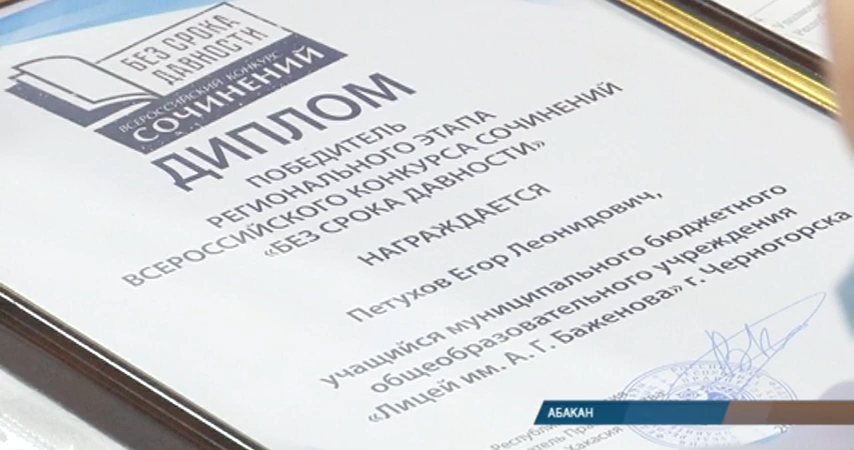 БЕЗ СРОКА
ДАВНОСТИ
ВСЕРОССИЙСКИЙ КОНКУРС
СОЧИНЕНИЙ
ДИПЛОМ
ПОБЕДИТЕЛЬ
РЕГИОНАЛЬНОГО ЭТАПА
ВСЕРОССИЙСКОГО КОНКУРСА СОЧИНЕНИЙ
«БЕЗ СРОКА ДАВНОСТИ»
НАГРАЖДАЕТСЯ
Петухов Егор Леонидович,
учащийся муниципального бюджетного
общеобразовательного учреждения
«Лицей им. А. Г. Баженова» г. Черногорска
АБАКАН
Хакасия